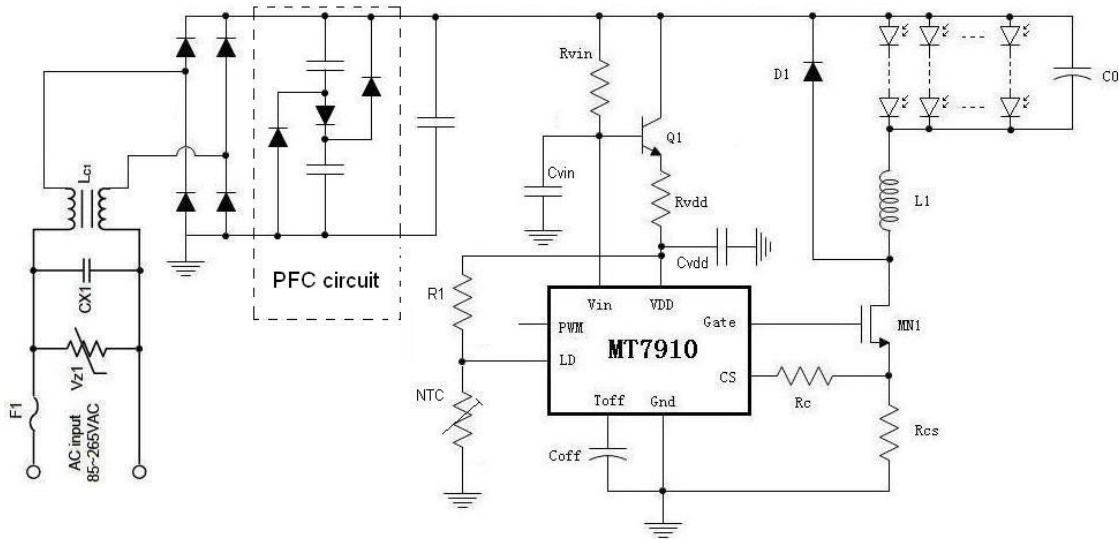 Rvin
D1
C0
Q1
Cvin
Rvdd
L1
LC1
Cvdd
PFC circuit
CX1
R1
Vin
VDD
PWM
Gate
MN1
MT7910
LD
CS
Vz1
NTC
Rc
Toff
Gnd
F1
AC input
85~265VAC
Coff
Rcs